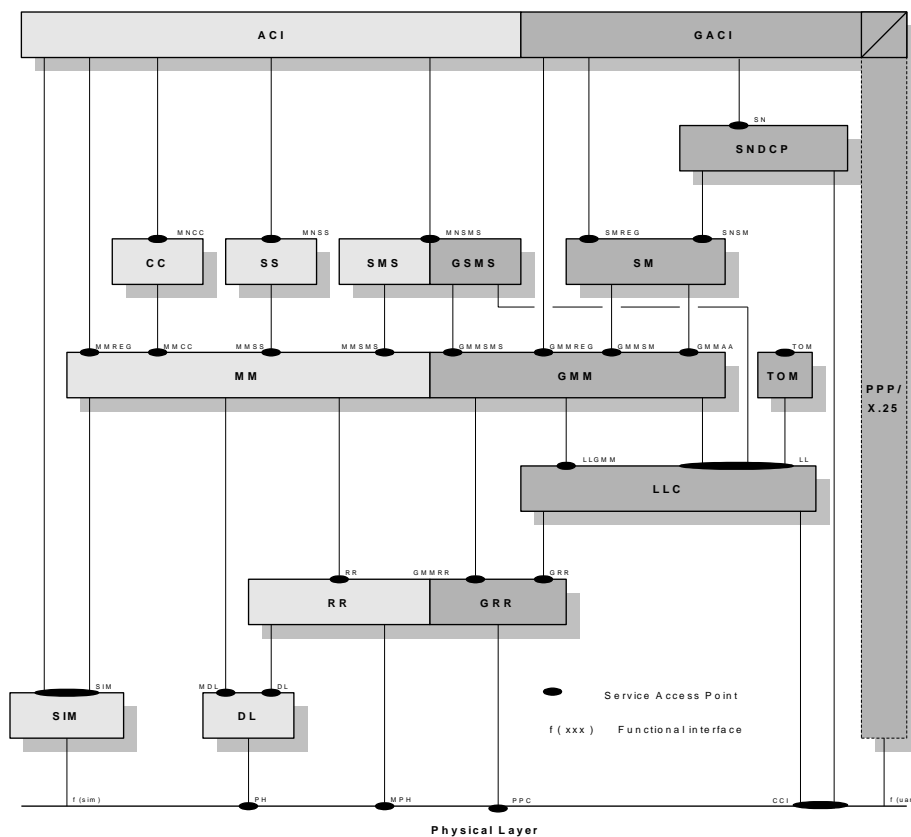 ACI GACI
SN
SNDCP
MNCC MNSS MNSMS SMREG SNSM
CC SS SMS GSMS SM
MMREG MMCC MMSS MMSMS GMMSMS GMMREG GMMSM GMMAA TOM
MM GMM TOM
PPP/
X.25
LLGMM LL
LLC
RR GMMRR GRR
RR GRR
SIM MDL DL
SIM DL
Service Access Point
f(xxx) Functional interface
f(sim) PH MPH PPC CCI
Physical Layer